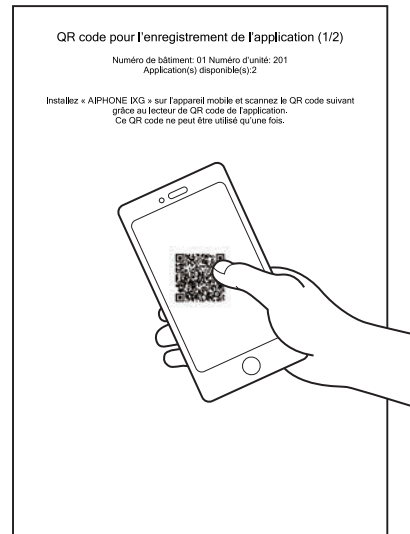 QR code pour l'enregistrement de l'application (1/2)
Numéro de bâtiment: 01 Numéro d'unité: 201
Application(s) disponible(s):2
Installez « AIPHONE IXG » sur l'appareil mobile et scannez le QR code suivant
grâce au lecteur de QR code de l'application.
Ce QR code ne peut être utilisé qu'une fois.